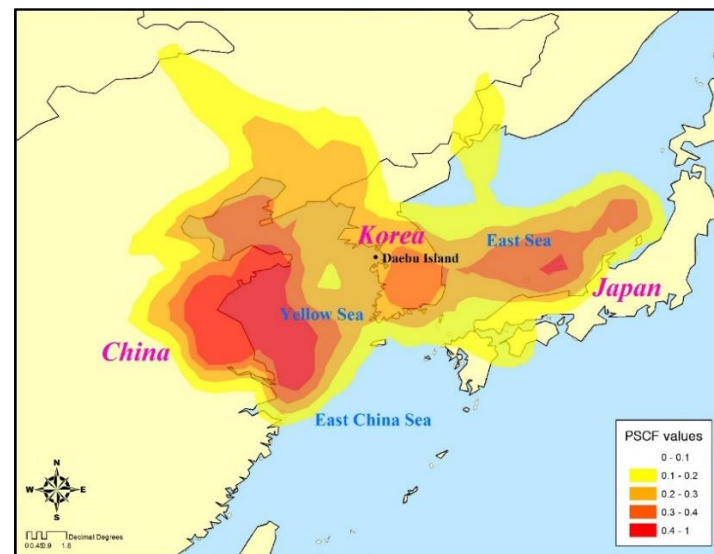 Korea
East Sea
Daebu Island
Japan
Yellow Sea
China
East China Sea
PSCF values
0 - 0.1
0.1 - 0.2
0.2 - 0.3
0.3 - 0.4
0.4 - 1
N
W E
S
Decimal Degrees